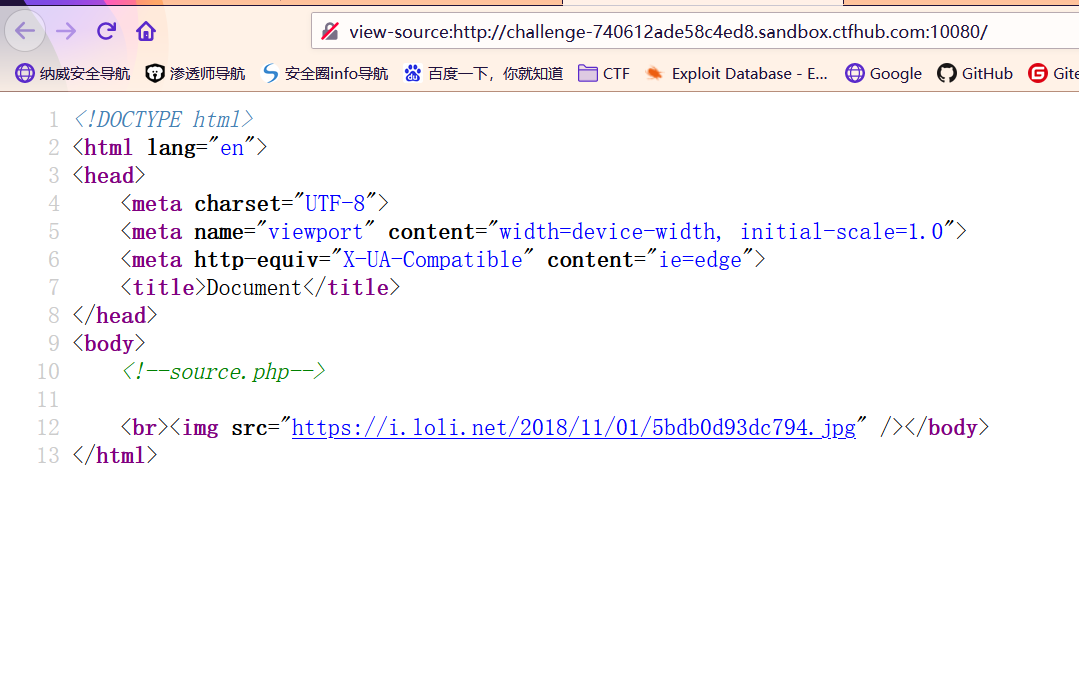 view-source:http://challenge-740612ade58c4ed8.sandbox.ctfhub.com:10080/
纳威安全导航 渗透师导航 安全圈info导航 百度一下，你就知道 CTF Exploit Database - E... Google GitHub Gite
1 <!DOCTYPE html>
2 <html lang="en">
3 <head>
4 <meta charset="UTF-8">
5 <meta name="viewport" content="width=device-width, initial-scale=1.0">
6 <meta http-equiv="X-UA-Compatible" content="ie=edge">
7 <title>Document</title>
8 </head>
9 <body>
10 <!--source.php-->
11
12 <br><img src="https://i.loli.net/2018/11/01/5bdb0d93dc794.jpg" /></body>
13 </html>